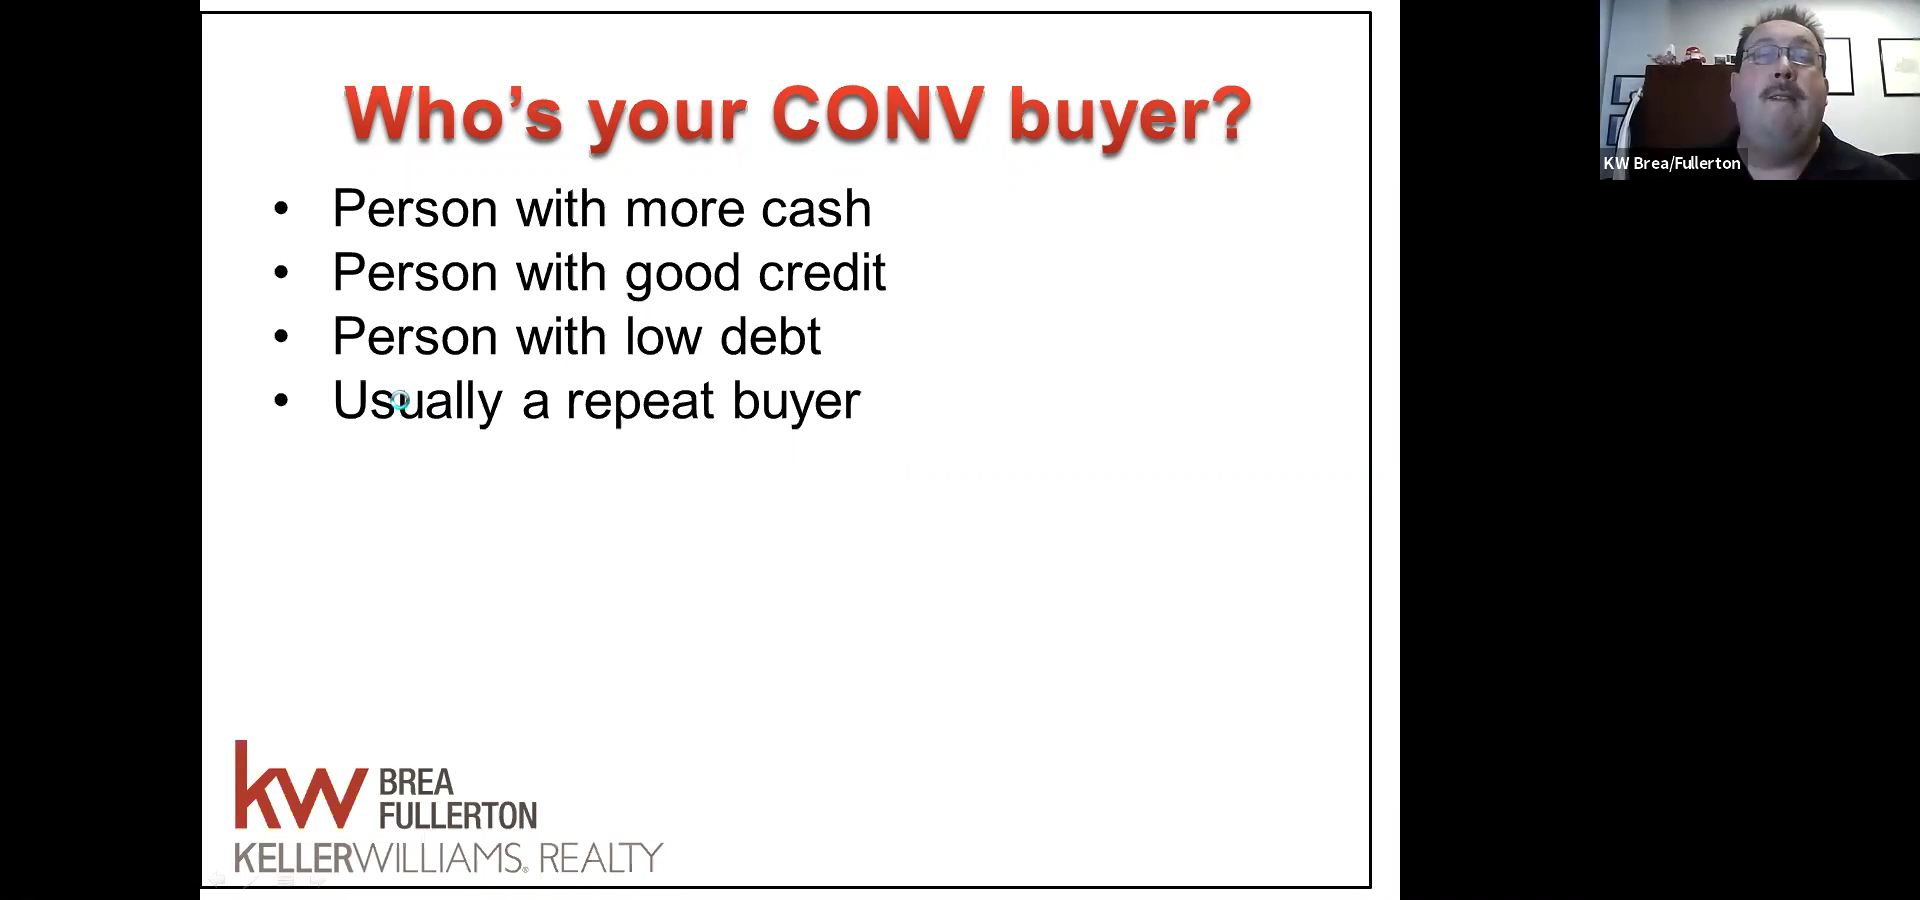 Who's your CONV buyer?
• Person with more cash
• Person with good credit
• Person with low debt
• Usually a repeat buyer
kw BREA
FULLERTON
KELLERWILLIAMS® REALTY
KW Brea/Fullerton